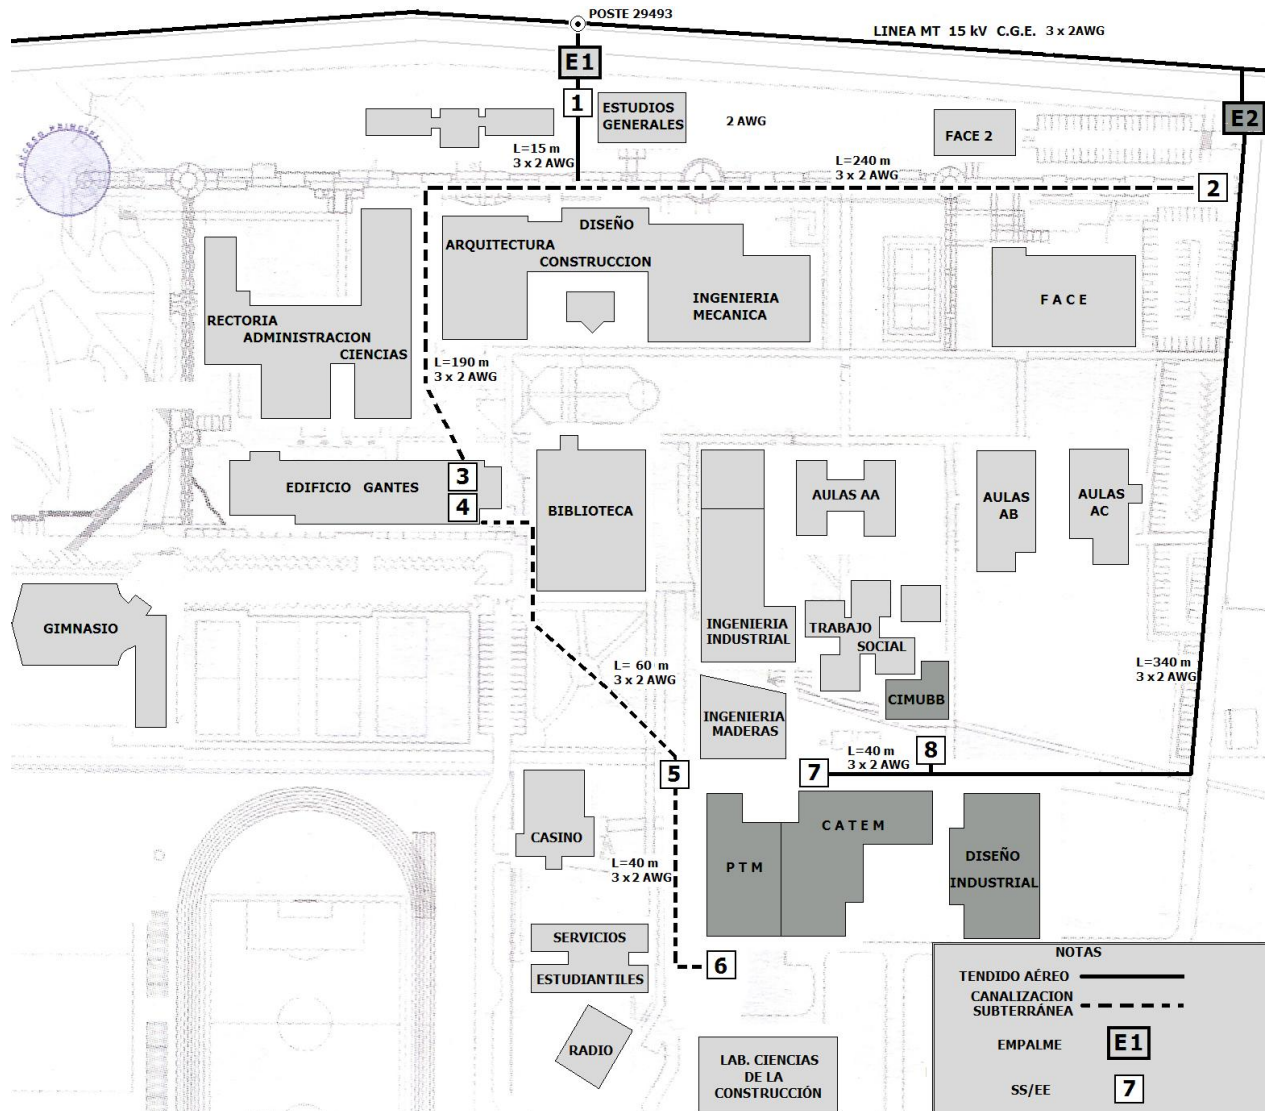 POSTE 29493
LINEA MT 15 kV C.G.E. 3 x 2AWG
E1
1
ESTUDIOS
GENERALES
2 AWG
E2
FACE 2
ACCESO PRINCIPAL
L=15 m
3 x 2 AWG
L=240 m
3 x 2 AWG
2
DISEÑO
ARQUITECTURA
CONSTRUCCION
INGENIERIA
MECANICA
F A C E
RECTORIA
ADMINISTRACION
CIENCIAS
L=190 m
3 x 2 AWG
3
EDIFICIO GANTES
4
BIBLIOTECA
AULAS AA
AULAS
AB
AULAS
AC
GIMNASIO
INGENIERIA
INDUSTRIAL
TRABAJO
SOCIAL
L= 60 m
3 x 2 AWG
L=340 m
3 x 2 AWG
CIMUBB
INGENIERIA
MADERAS
L=40 m
3 x 2 AWG
8
5
7
CASINO
C A T E M
P T M
DISEÑO
INDUSTRIAL
L=40 m
3 x 2 AWG
SERVICIOS
ESTUDIANTILES
6
RADIO
LAB. CIENCIAS
DE LA
CONSTRUCCIÓN
NOTAS
TENDIDO AÉREO
CANALIZACION
SUBTERRÁNEA
EMPALME
E1
SS/EE
7